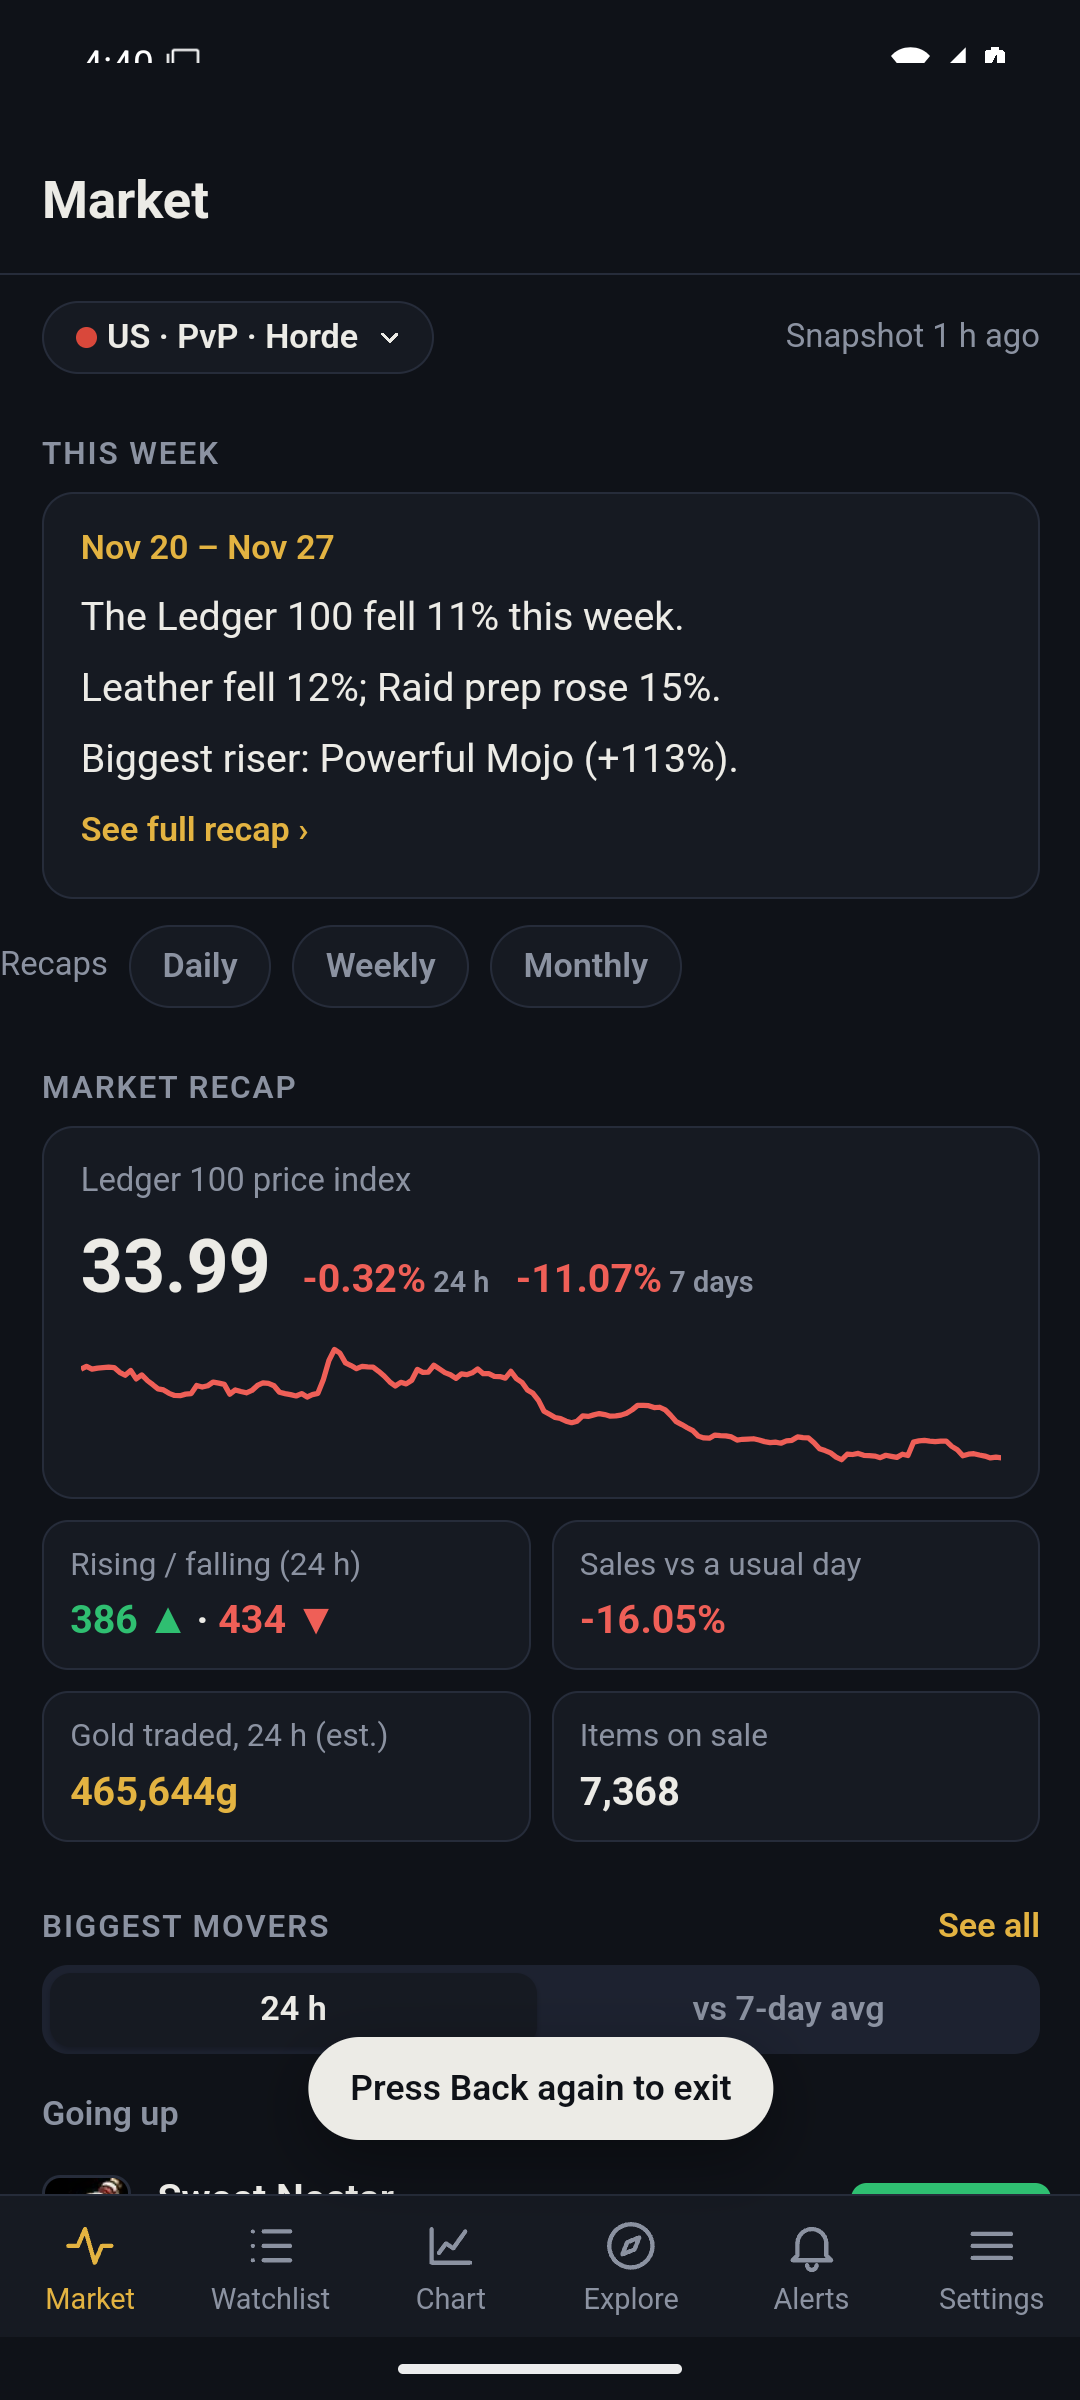 4:40
Market
US · PvP · Horde
Snapshot 1 h ago
THIS WEEK
Nov 20 – Nov 27
The Ledger 100 fell 11% this week.
Leather fell 12%; Raid prep rose 15%.
Biggest riser: Powerful Mojo (+113%).
See full recap ›
Recaps Daily Weekly Monthly
MARKET RECAP
Ledger 100 price index
33.99 -0.32% 24 h -11.07% 7 days
Rising / falling (24 h)
386 ▲ · 434 ▼
Sales vs a usual day
-16.05%
Gold traded, 24 h (est.)
465,644g
Items on sale
7,368
BIGGEST MOVERS
See all
24 h
vs 7-day avg
Press Back again to exit
Going up
Sweet Nectar
Market Watchlist Chart Explore Alerts Settings